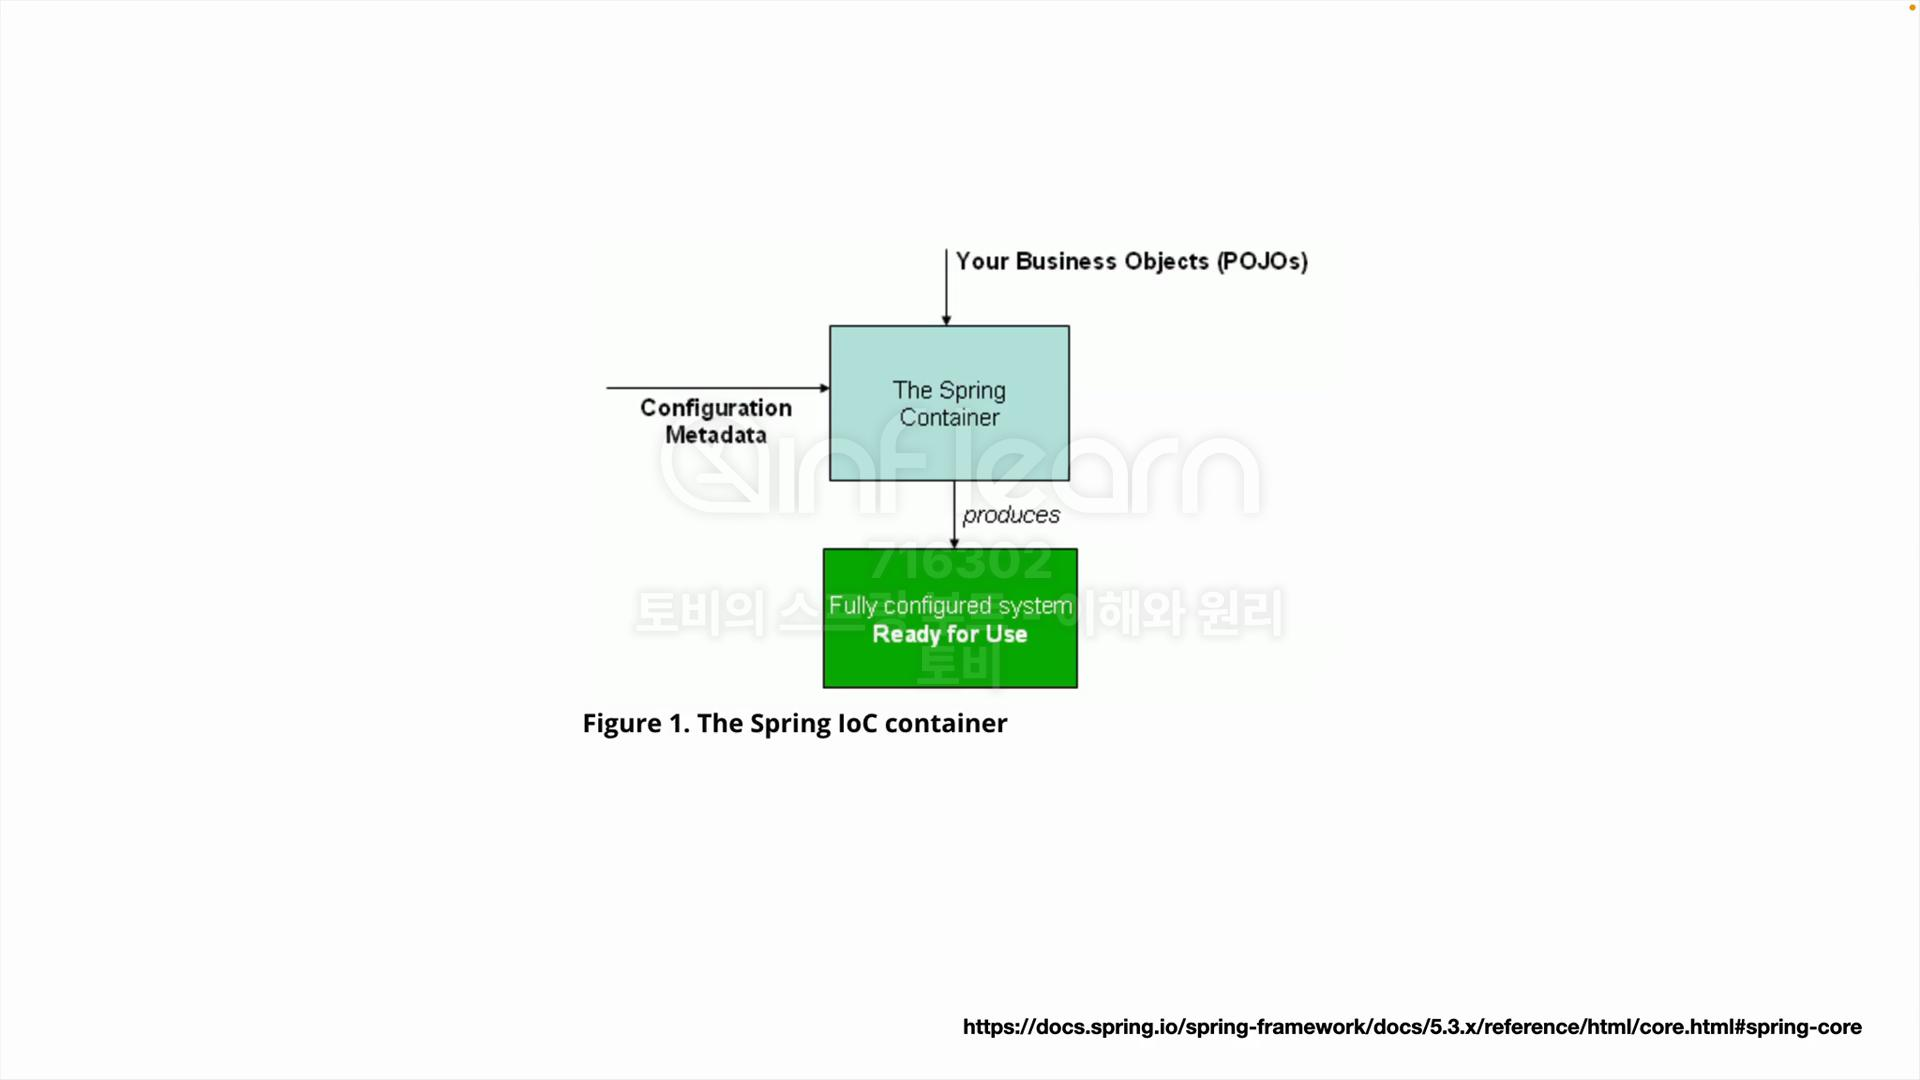 Your Business Objects (POJOs)
The Spring
Container
Configuration
Metadata
inflearn
produces
716302
Fully configured system
토비의 스프링 부트 - 이해와 원리
Ready for Use
토비
Figure 1. The Spring IoC container
https://docs.spring.io/spring-framework/docs/5.3.x/reference/html/core.html#spring-core